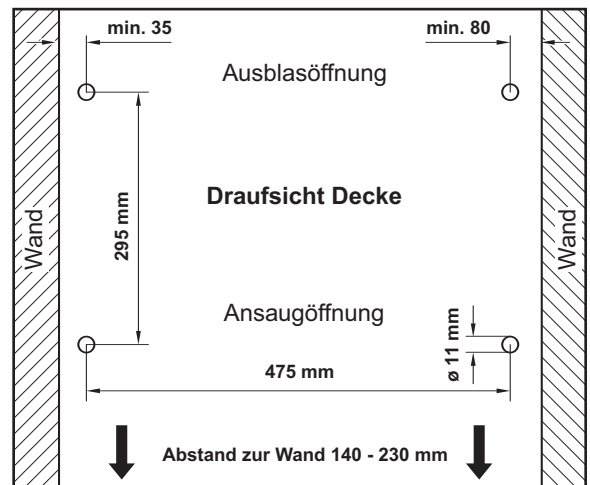 min. 35
min. 80
Ausblasöffnung
Draufsicht Decke
Wand
295 mm
Wand
Ansaugöffnung
ø 11 mm
475 mm
Abstand zur Wand 140 - 230 mm